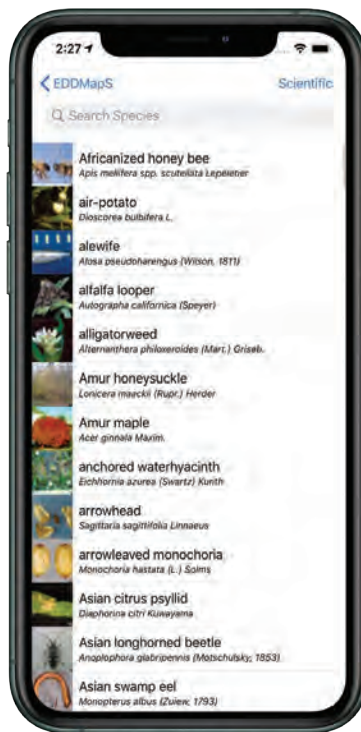 2:27
EDDMapS
Scientific
Search Species
Africanized honey bee
Apis mellifera spp. scutellata Lepeletier
air-potato
Dioscorea bulbifera L.
alewife
Alosa pseudoharengus (Wilson, 1811)
alfalfa looper
Autographa californica (Speyer)
alligatorweed
Alternanthera philoxeroides (Mart.) Griseb.
Amur honeysuckle
Lonicera maackii (Rupr.) Herder
Amur maple
Acer ginnala Maxim.
anchored waterhyacinth
Eichhornia azurea (Swartz) Kunth
arrowhead
Sagittaria sagittifolia Linnaeus
arrowleaved monochoria
Monochoria hastata (L.) Solms
Asian citrus psyllid
Diaphorina citri Kuwayama
Asian longhorned beetle
Anoplophora glabripennis (Motschulsky, 1853)
Asian swamp eel
Monopterus albus (Zuiew, 1793)